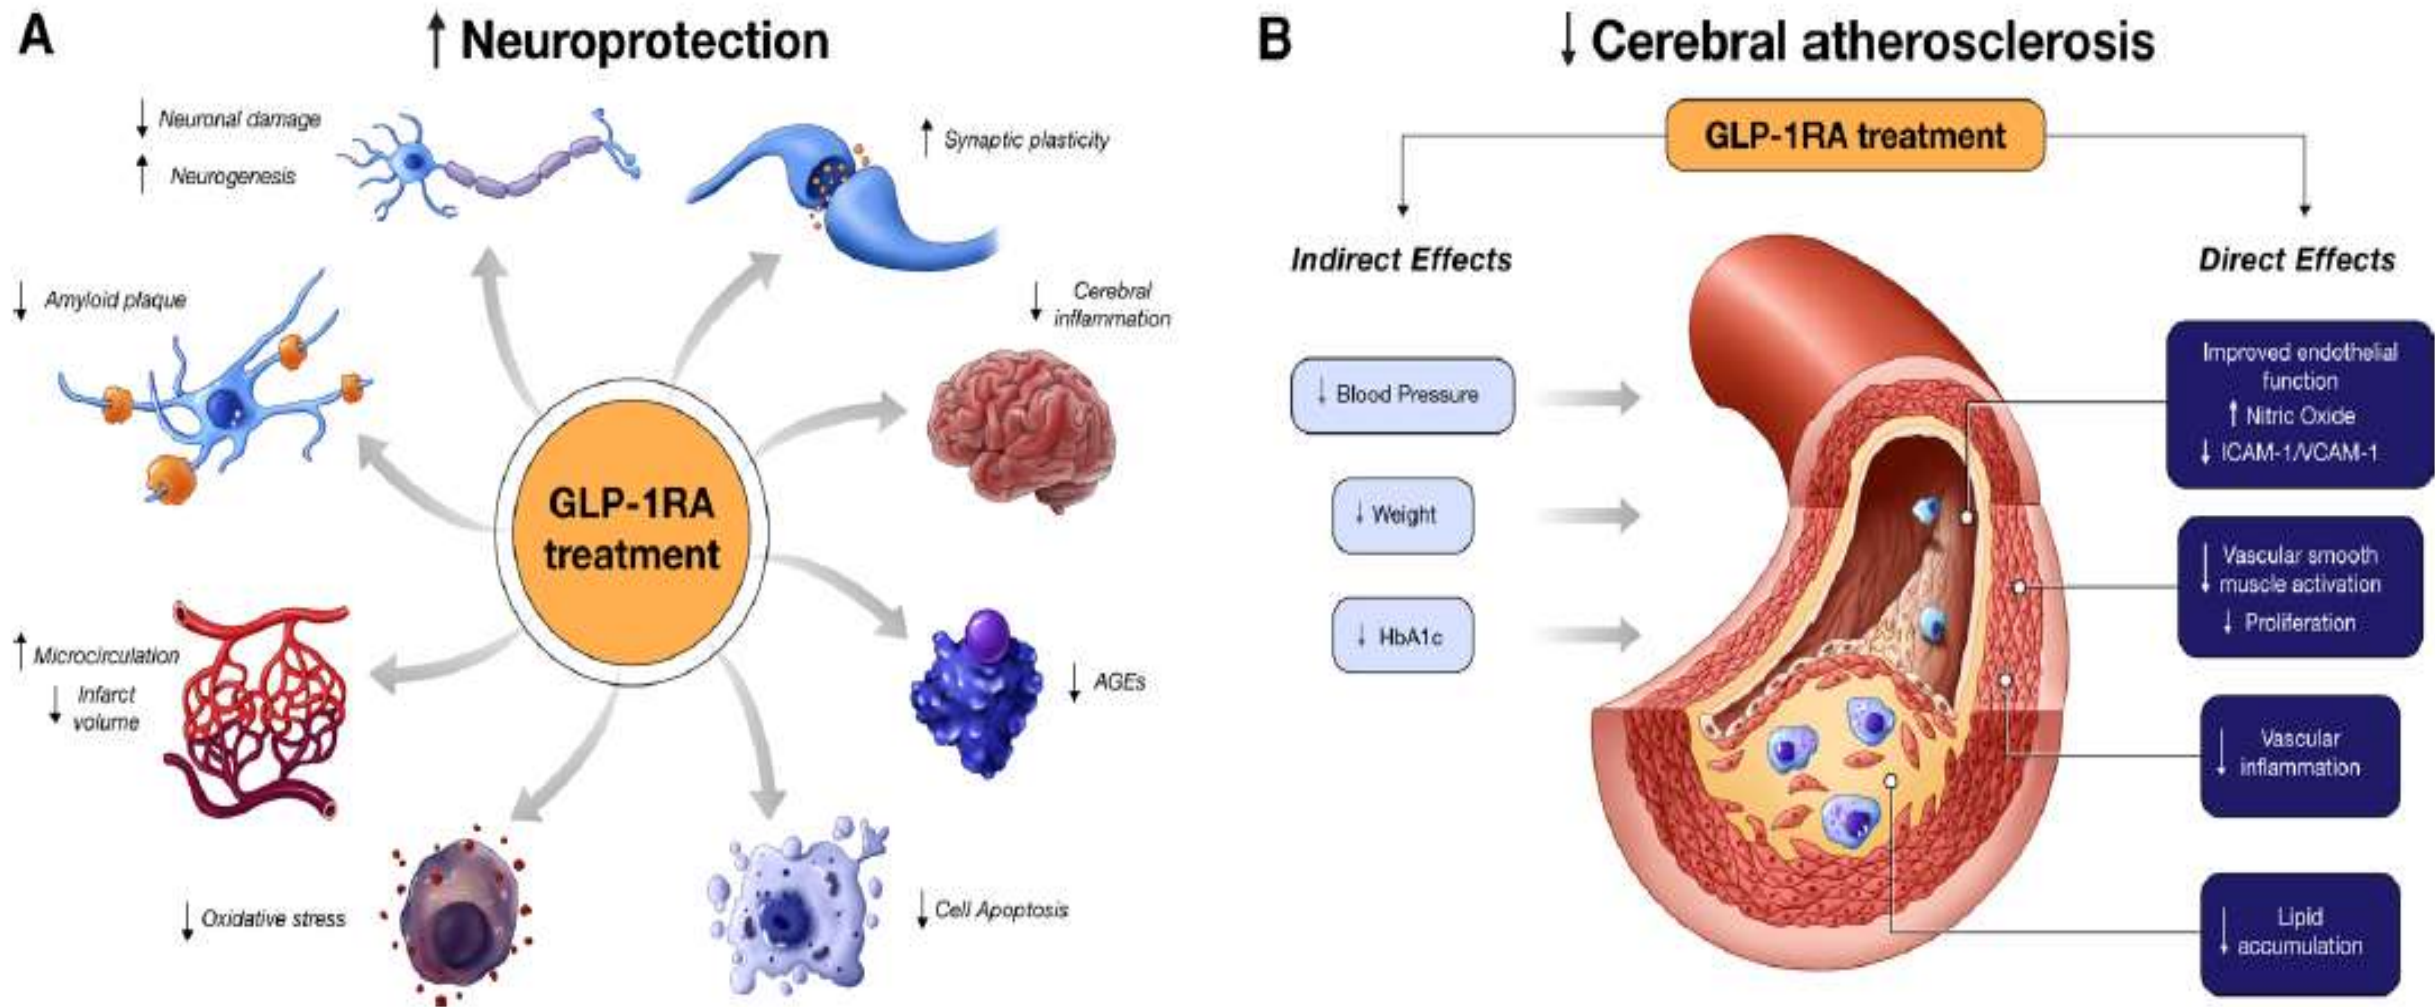 A
↑ Neuroprotection
↓ Neuronal damage
↑ Neurogenesis
↑ Synaptic plasticity
↓ Amyloid plaque
↓ Cerebral
inflammation
GLP-1RA
treatment
↑ Microcirculation
↓ Infarct
volume
↓ AGEs
↓ Oxidative stress
↓ Cell Apoptosis
B
↓ Cerebral atherosclerosis
GLP-1RA treatment
Indirect Effects
↓ Blood Pressure
↓ Weight
↓ HbA1c
Direct Effects
Improved endothelial
function
↑ Nitric Oxide
↓ ICAM-1/VCAM-1
↓ Vascular smooth
muscle activation
↓ Proliferation
↓ Vascular
inflammation
↓ Lipid
accumulation